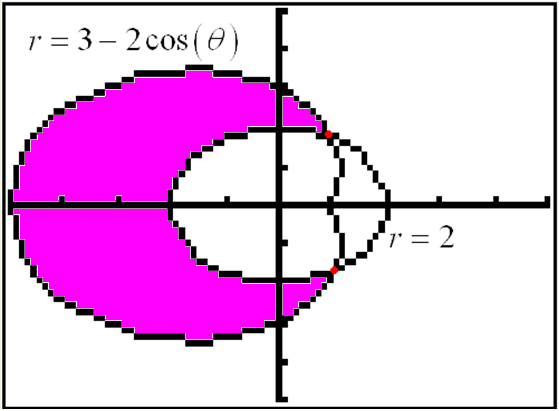 r = 3 − 2cos(θ)
r = 2